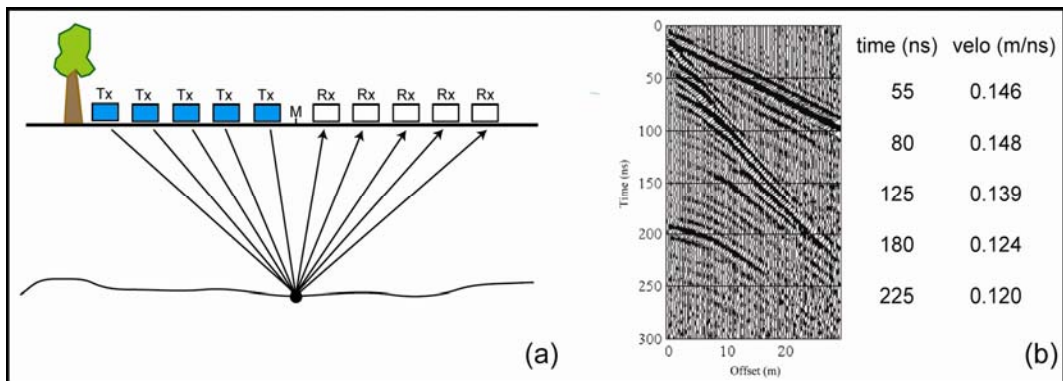 Tx Tx Tx Tx Tx M Rx Rx Rx Rx Rx
(a)
0
50
100
150
200
250
300
Time (ns)
0 10 20
Offset (m)
time (ns) velo (m/ns)
55 0.146
80 0.148
125 0.139
180 0.124
225 0.120
(b)